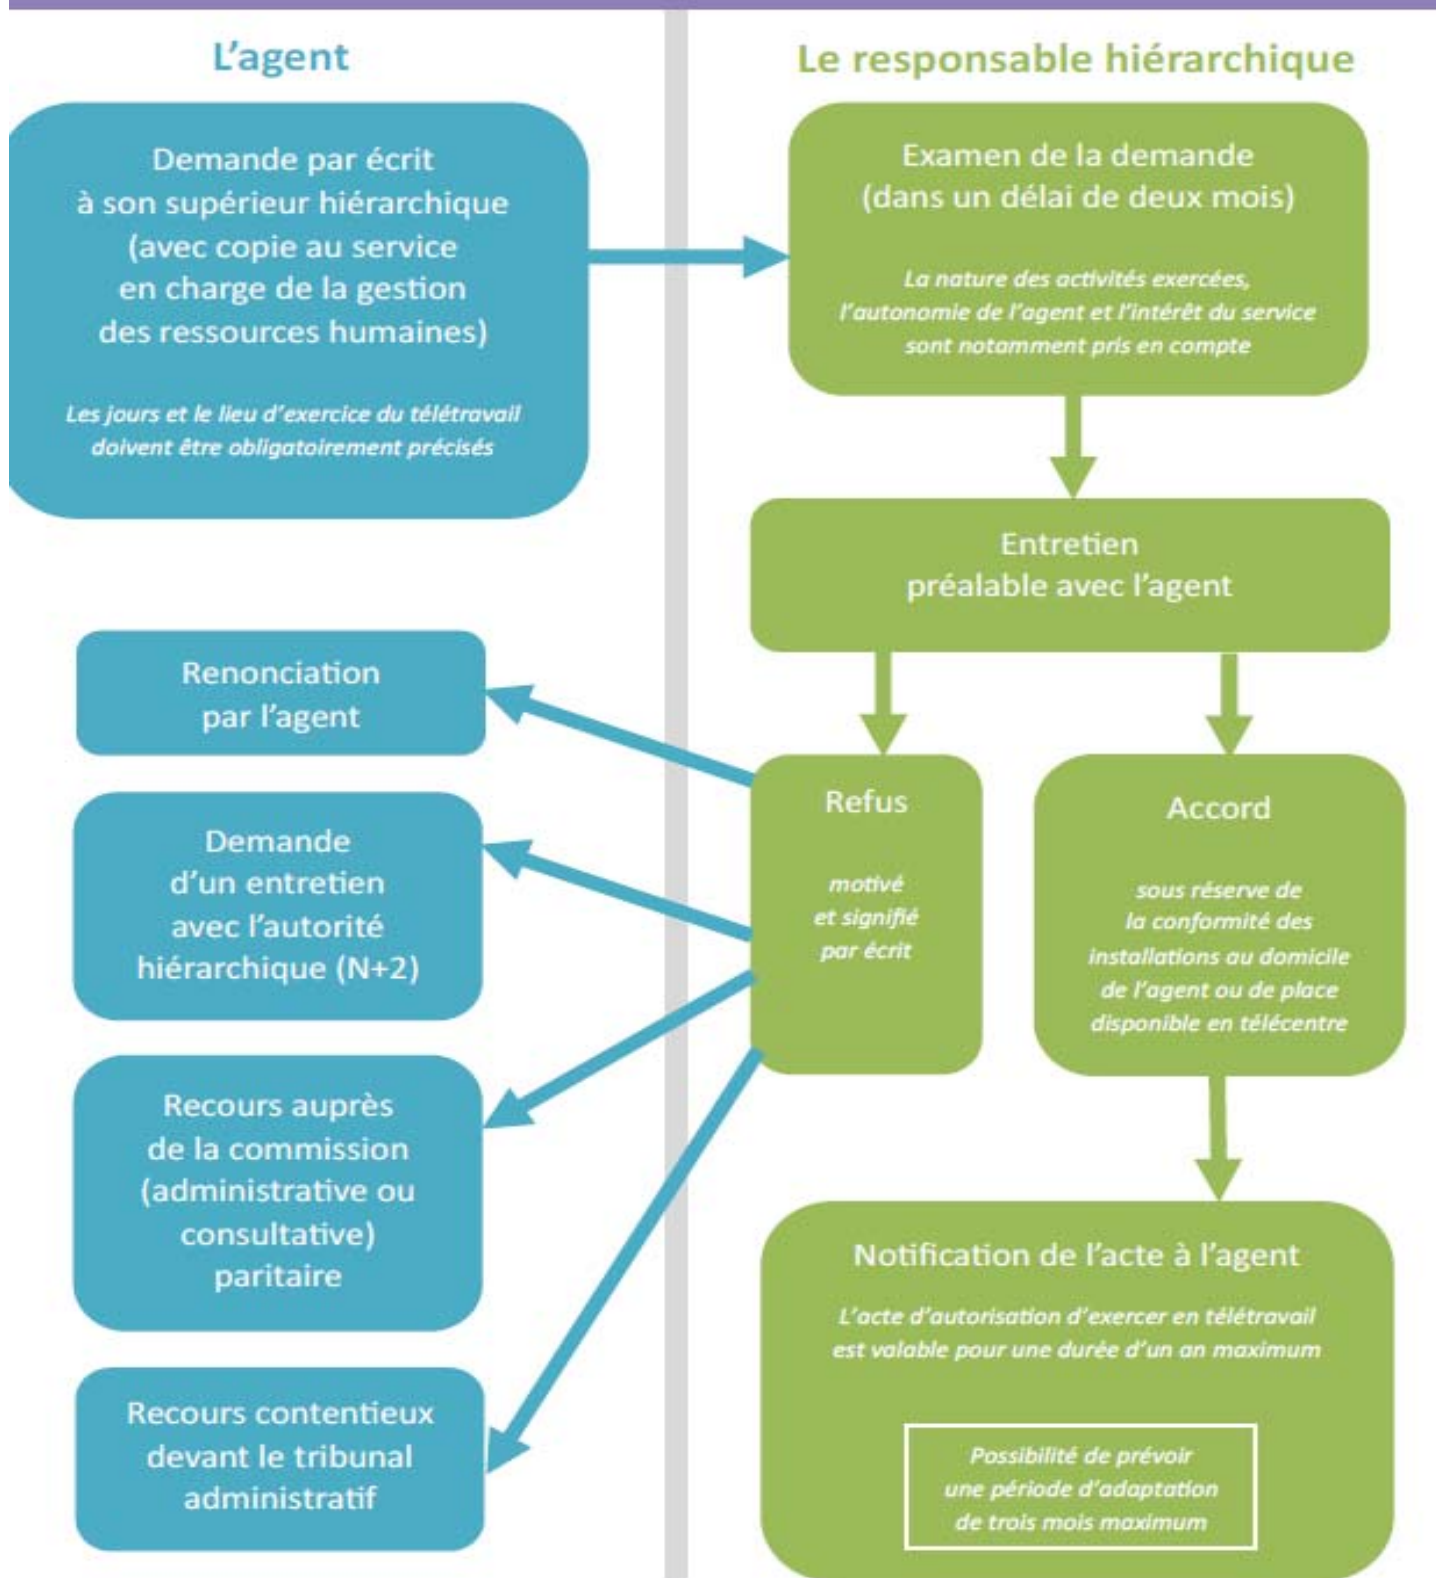 L'agent
Demande par écrit
à son supérieur hiérarchique
(avec copie au service
en charge de la gestion
des ressources humaines)
Les jours et le lieu d'exercice du télétravail
doivent être obligatoirement précisés
Le responsable hiérarchique
Examen de la demande
(dans un délai de deux mois)
La nature des activités exercées,
l'autonomie de l'agent et l'intérêt du service
sont notamment pris en compte
Entretien
préalable avec l'agent
Refus
motivé
et signifié
par écrit
Accord
sous réserve de
la conformité des
installations au domicile
de l'agent ou de place
disponible en télécentre
Renonciation
par l'agent
Demande
d'un entretien
avec l'autorité
hiérarchique (N+2)
Recours auprès
de la commission
(administrative ou
consultative)
paritaire
Recours contentieux
devant le tribunal
administratif
Notification de l'acte à l'agent
L'acte d'autorisation d'exercer en télétravail
est valable pour une durée d'un an maximum
Possibilité de prévoir
une période d'adaptation
de trois mois maximum